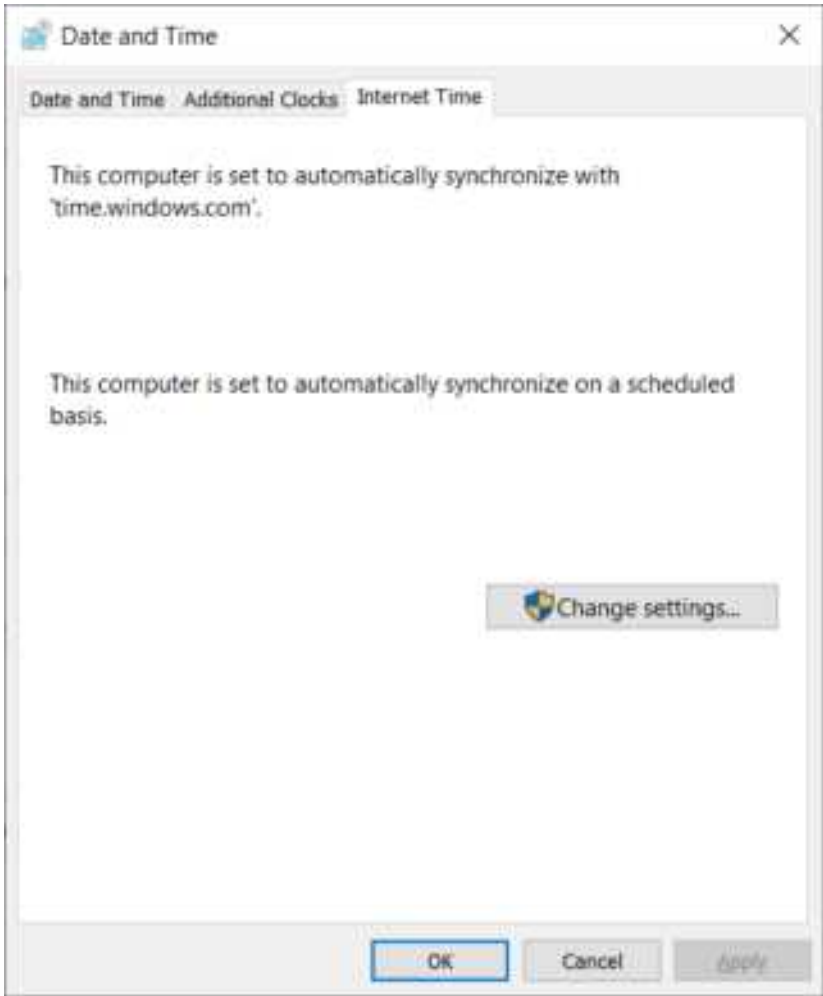 Date and Time
Date and Time Additional Clocks Internet Time
This computer is set to automatically synchronize with
'time.windows.com'.
This computer is set to automatically synchronize on a scheduled
basis.
Change settings...
OK Cancel Apply